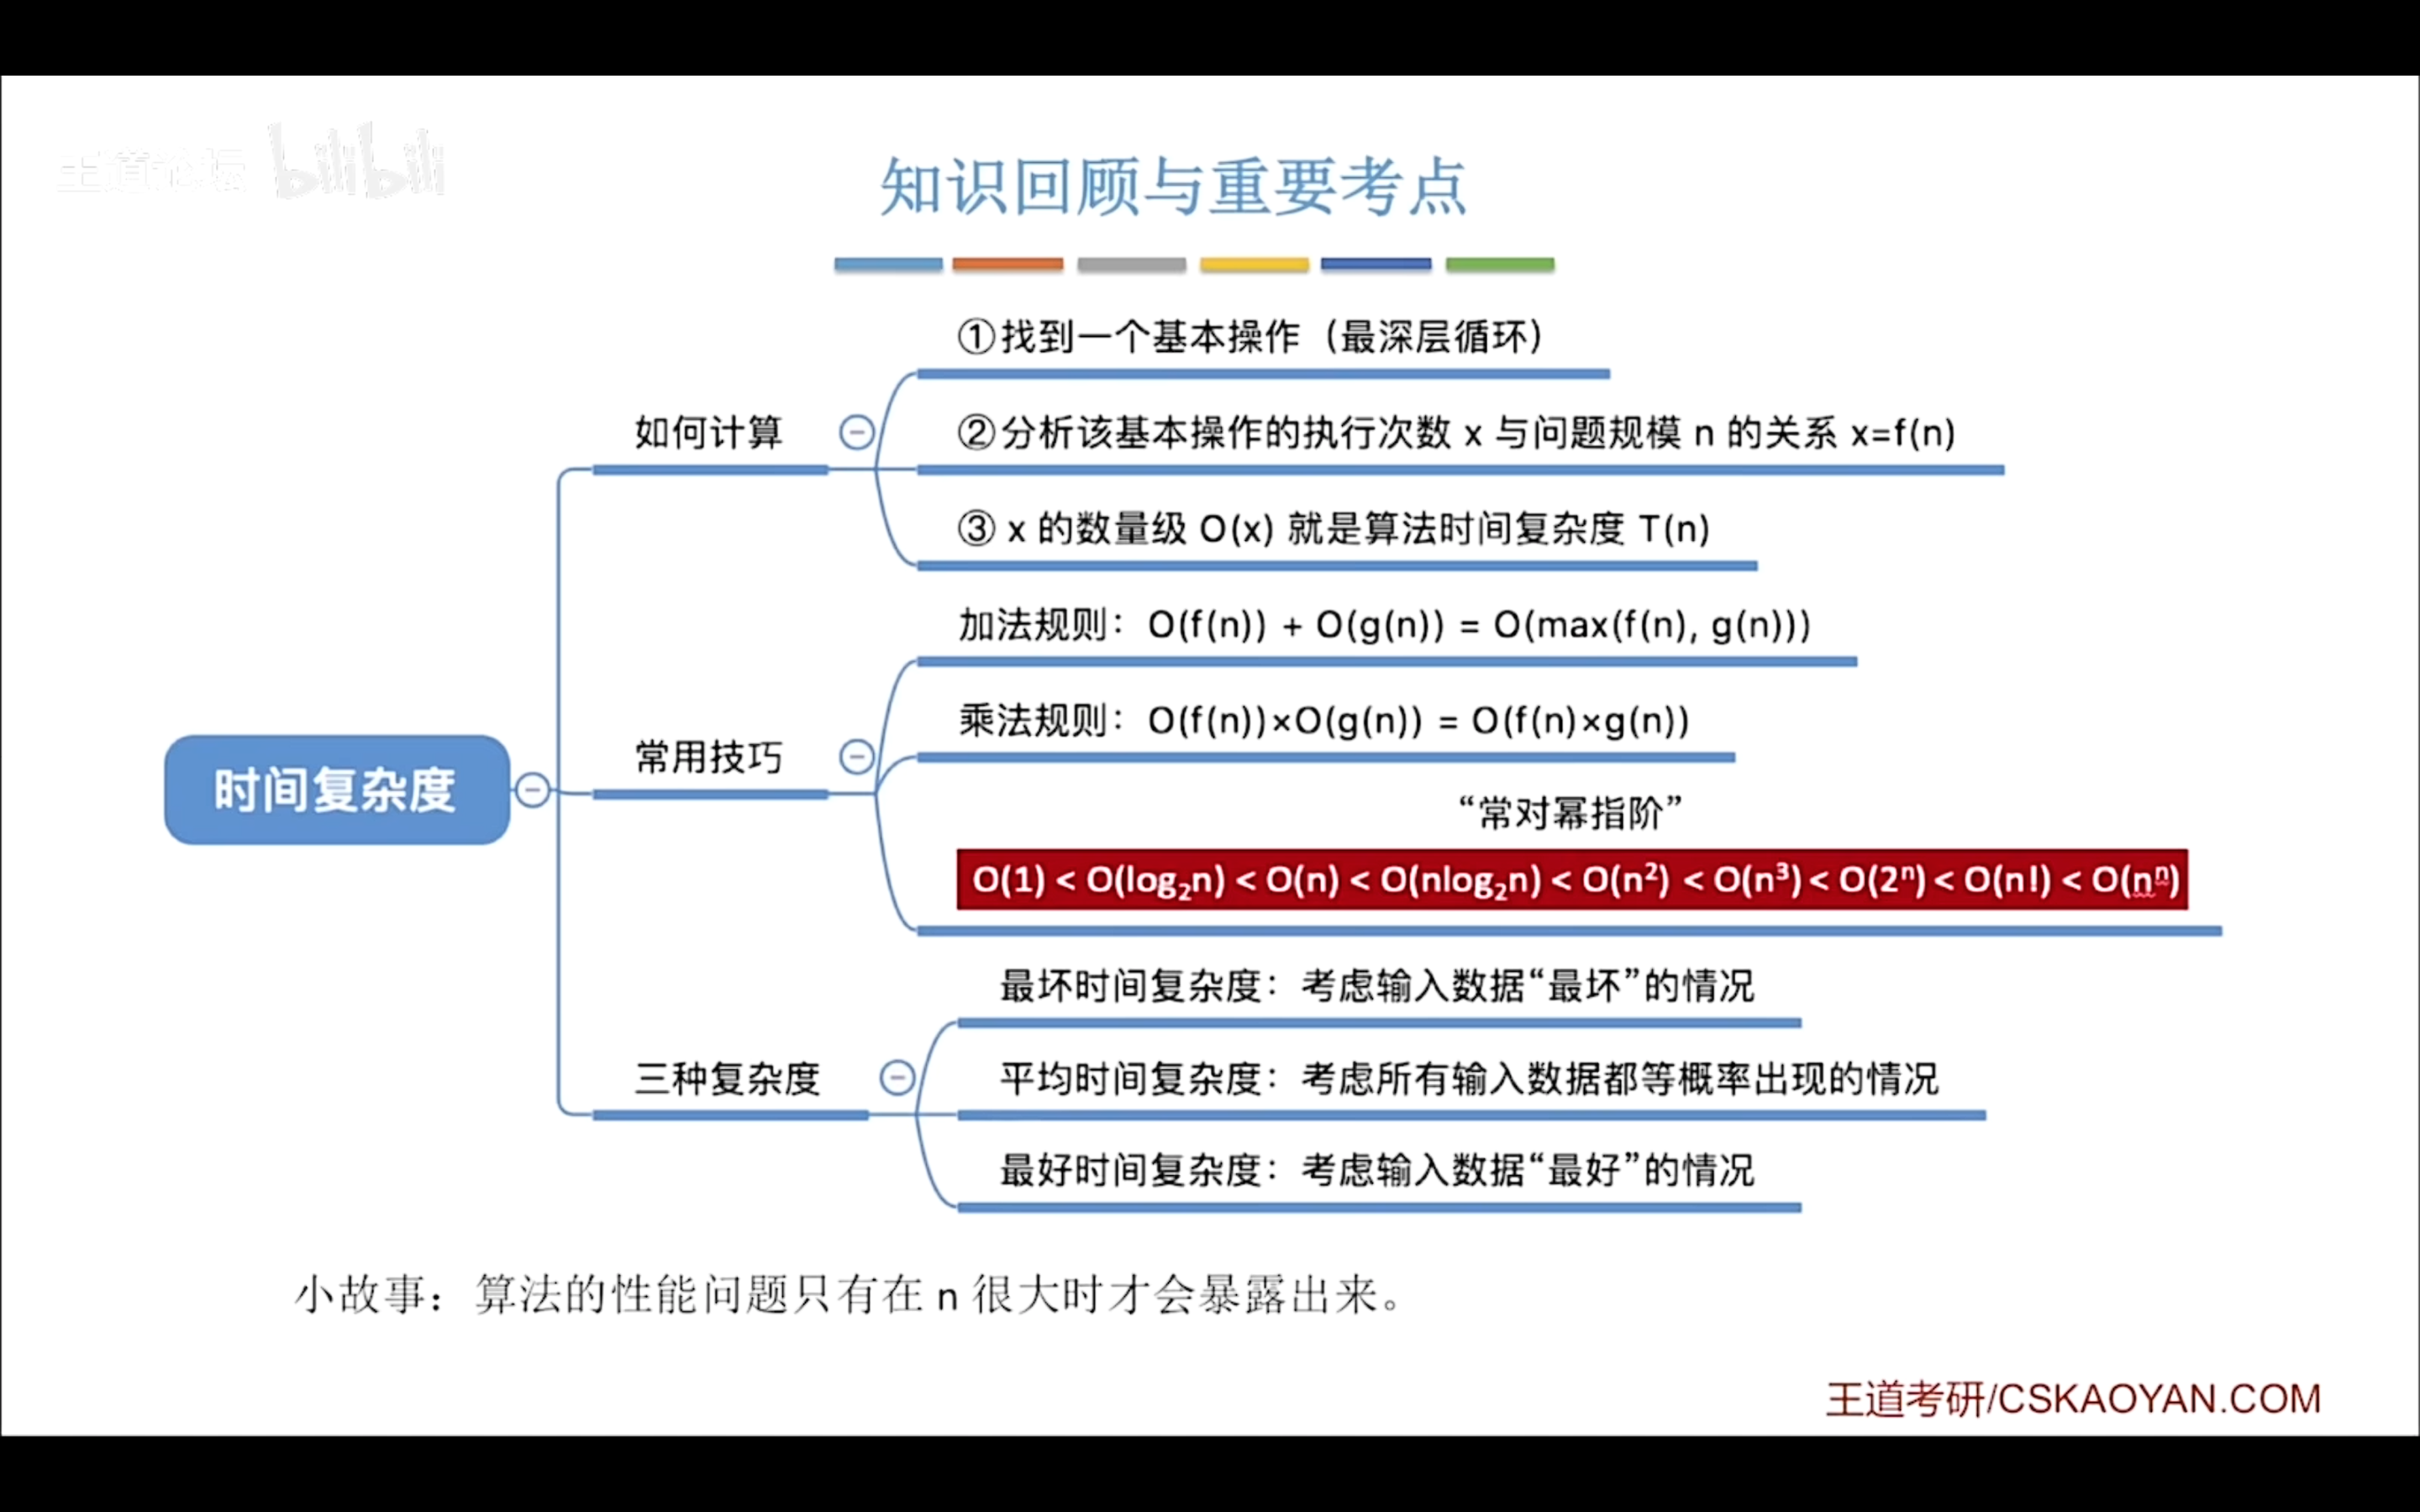 王道论坛 bilibili
知识回顾与重要考点
①找到一个基本操作（最深层循环）
如何计算
②分析该基本操作的执行次数 x 与问题规模 n 的关系 x=f(n)
③ x 的数量级 O(x) 就是算法时间复杂度 T(n)
加法规则：O(f(n)) + O(g(n)) = O(max(f(n), g(n)))
乘法规则：O(f(n))×O(g(n)) = O(f(n)×g(n))
常用技巧
时间复杂度
“常对幂指阶”
O(1) < O(log₂n) < O(n) < O(nlog₂n) < O(n²) < O(n³) < O(2ⁿ) < O(n!) < O(nⁿ)
最坏时间复杂度：考虑输入数据“最坏”的情况
三种复杂度
平均时间复杂度：考虑所有输入数据都等概率出现的情况
最好时间复杂度：考虑输入数据“最好”的情况
小故事：算法的性能问题只有在 n 很大时才会暴露出来。
王道考研/CSKAOYAN.COM